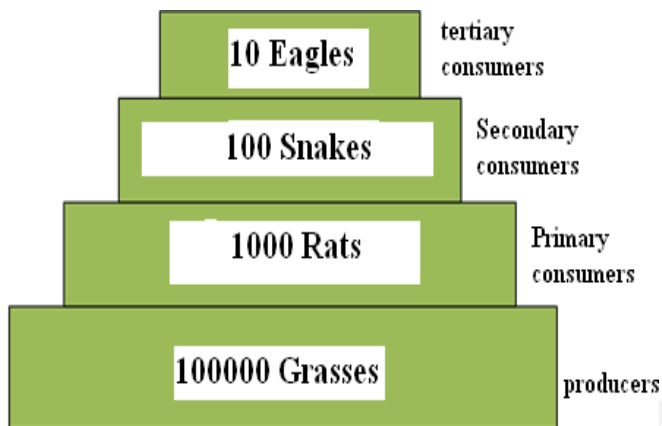 10 Eagles
tertiary
consumers
100 Snakes
Secondary
consumers
1000 Rats
Primary
consumers
100000 Grasses
producers